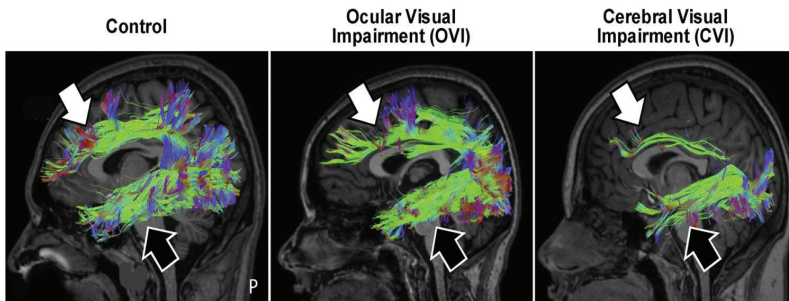 Control
Ocular Visual
Impairment (OVI)
Cerebral Visual
Impairment (CVI)
P